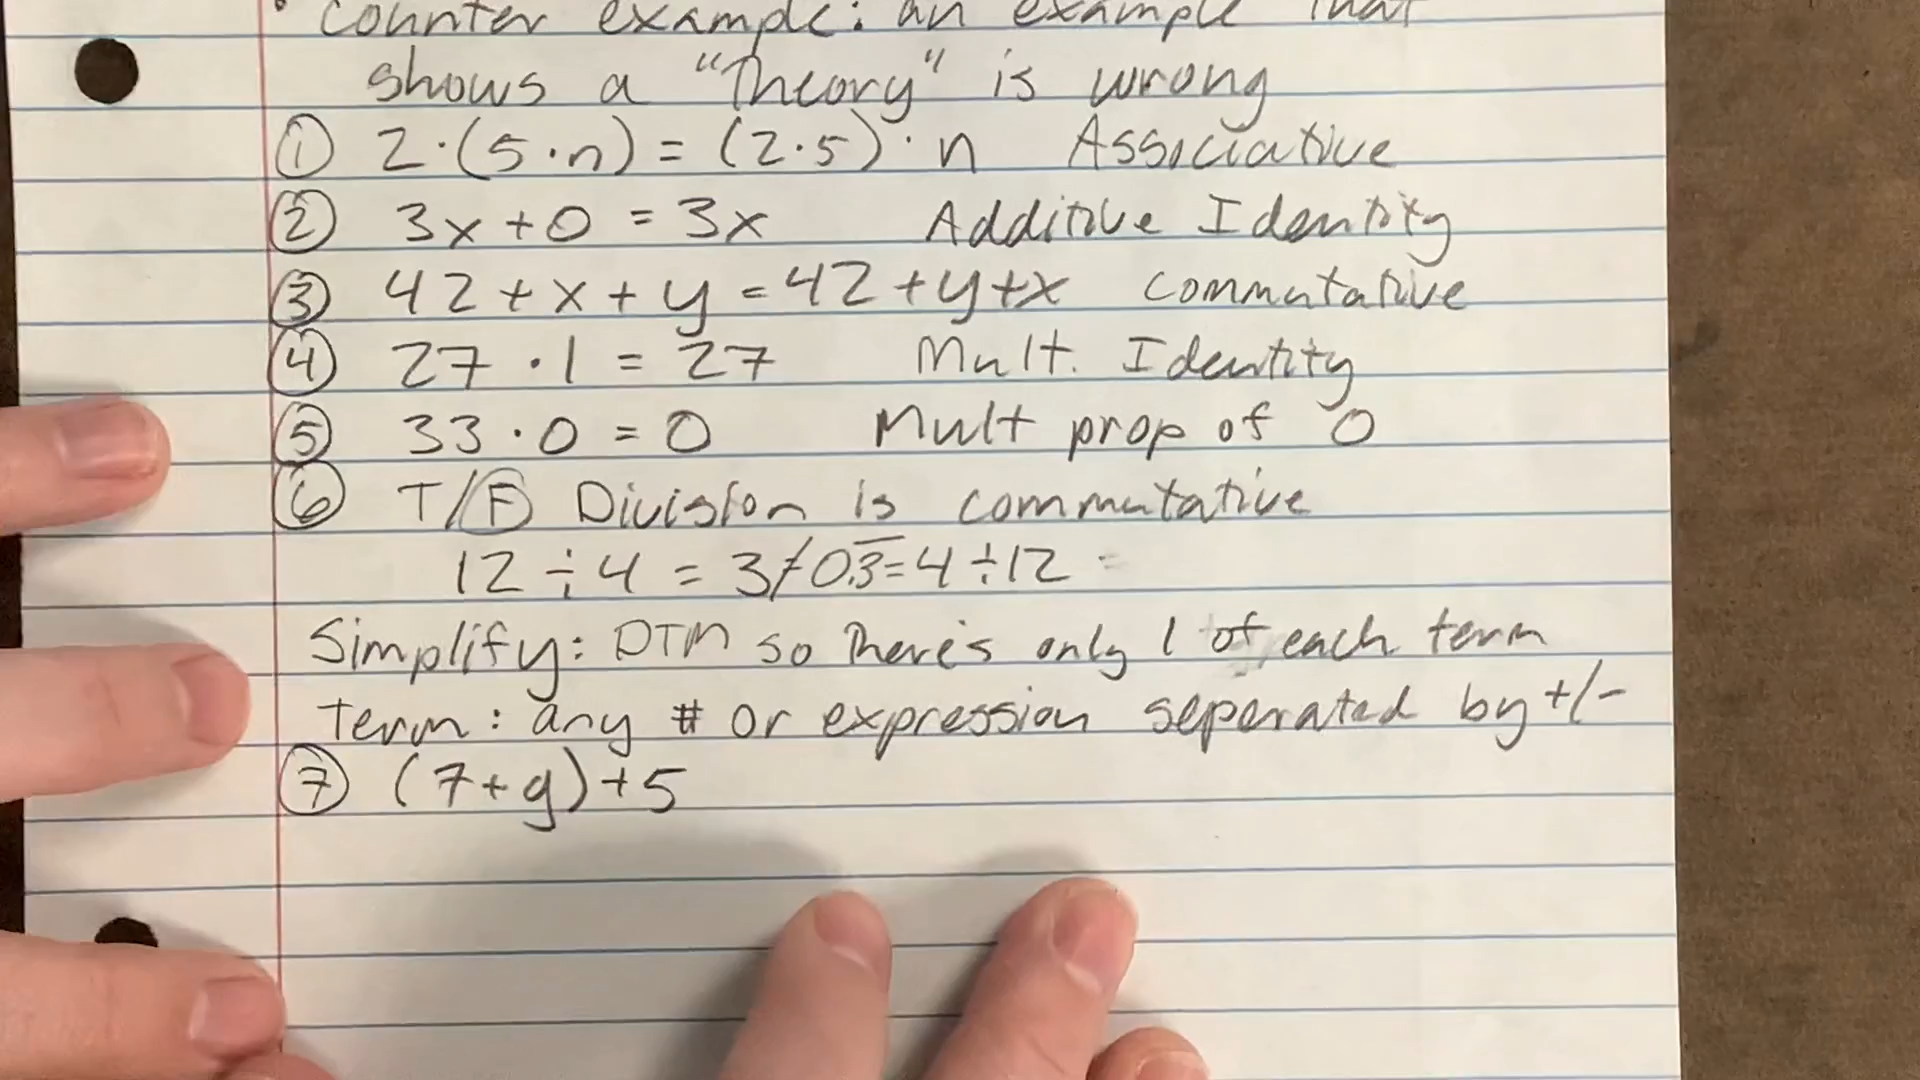 • Counter example: an example that
shows a "Theory" is wrong
① 2·(5·n) = (2·5)·n Associative
② 3x + 0 = 3x Additive Identity
③ 42 + x + y = 42 + y + x commutative
④ 27 · 1 = 27 Mult. Identity
⑤ 33 · 0 = 0 Mult prop of 0
⑥ T/Ⓕ Division is commutative
12 ÷ 4 = 3 ≠ 0.3̅ = 4 ÷ 12 =
Simplify: DTM so there's only 1 of each term
Term: any # or expression seperated by +/-
⑦ (7+g)+5